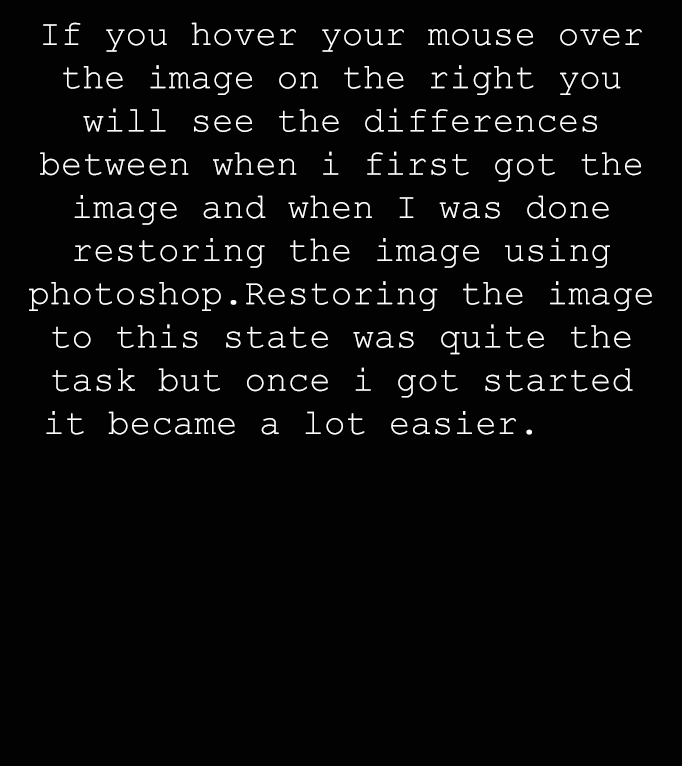 If you hover your mouse over
the image on the right you
will see the differences
between when i first got the
image and when I was done
restoring the image using
photoshop.Restoring the image
to this state was quite the
task but once i got started
it became a lot easier.